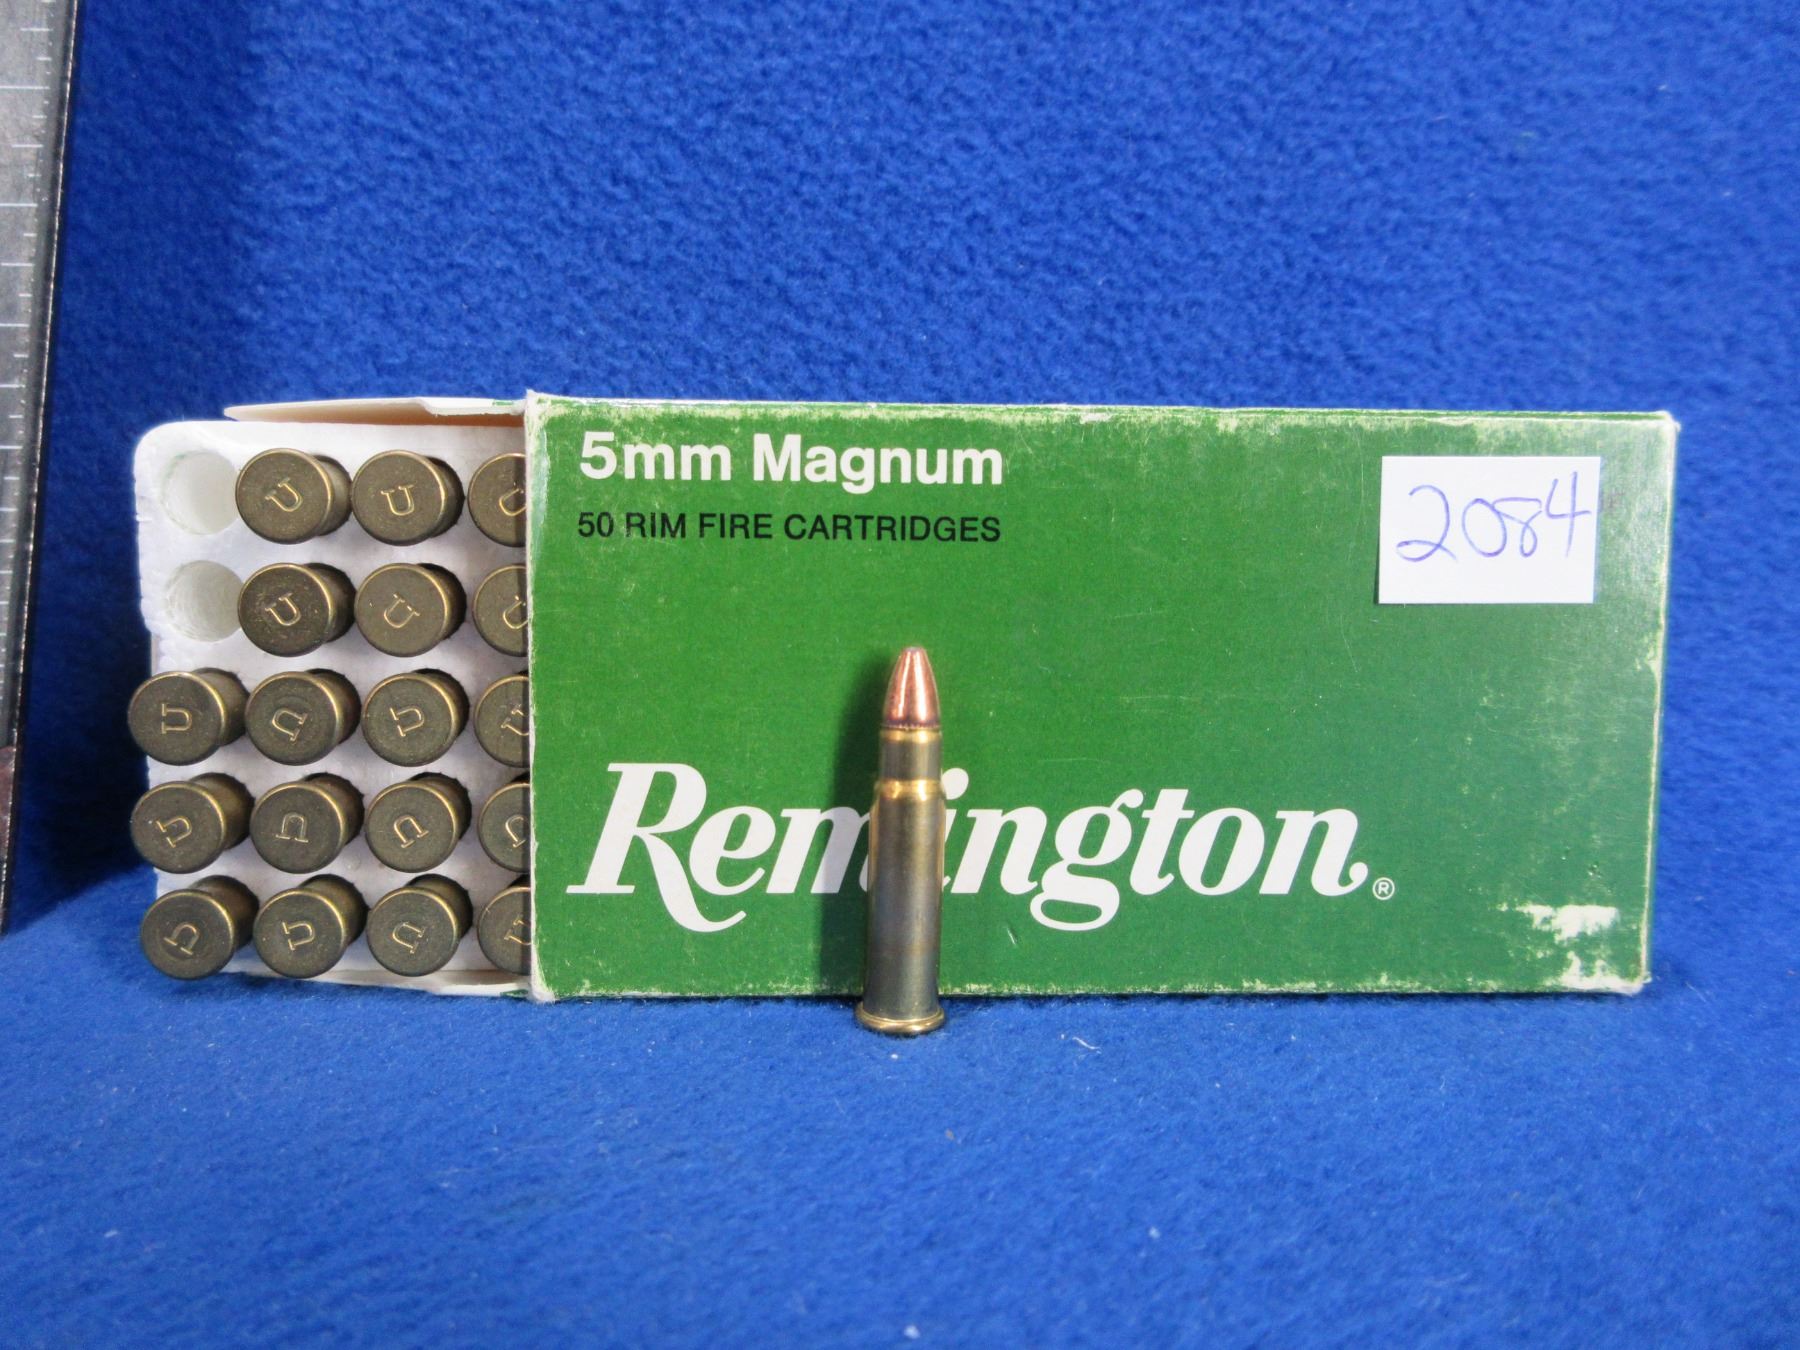 5mm Magnum
50 RIM FIRE CARTRIDGES
2084
Remington®
U U U
U U U
U U U U
U U U U
U U U U